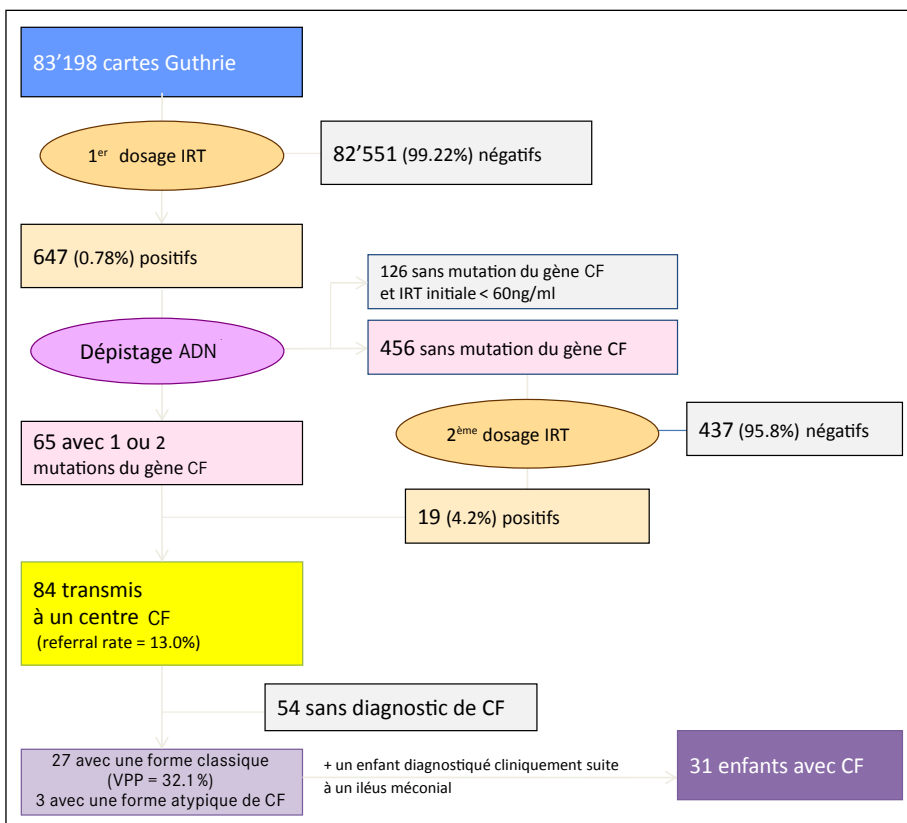 83’198 cartes Guthrie
1er dosage IRT
82’551 (99.22%) négatifs
647 (0.78%) positifs
126 sans mutation du gène CF
et IRT initiale < 60ng/ml
Dépistage ADN
456 sans mutation du gène CF
65 avec 1 ou 2
mutations du gène CF
2ème dosage IRT
437 (95.8%) négatifs
19 (4.2%) positifs
84 transmis
à un centre CF
(referral rate = 13.0%)
54 sans diagnostic de CF
27 avec une forme classique
(VPP = 32.1%)
3 avec une forme atypique de CF
+ un enfant diagnostiqué cliniquement suite
à un iléus méconial
31 enfants avec CF